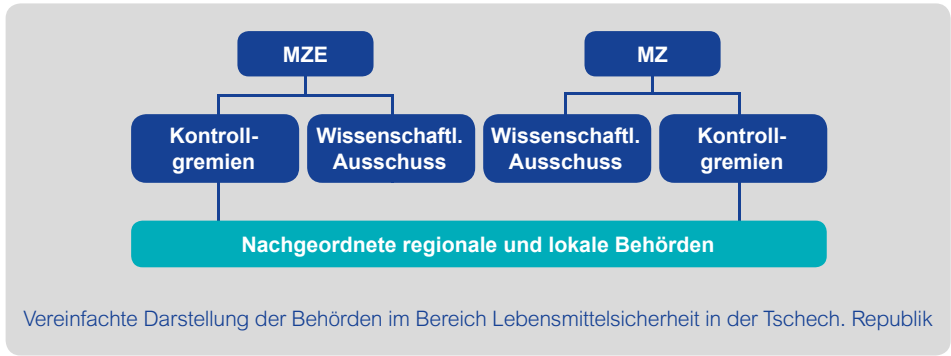 MZE
MZ
Kontroll-
gremien
Wissenschaftl.
Ausschuss
Wissenschaftl.
Ausschuss
Kontroll-
gremien
Nachgeordnete regionale und lokale Behörden
Vereinfachte Darstellung der Behörden im Bereich Lebensmittelsicherheit in der Tschech. Republik